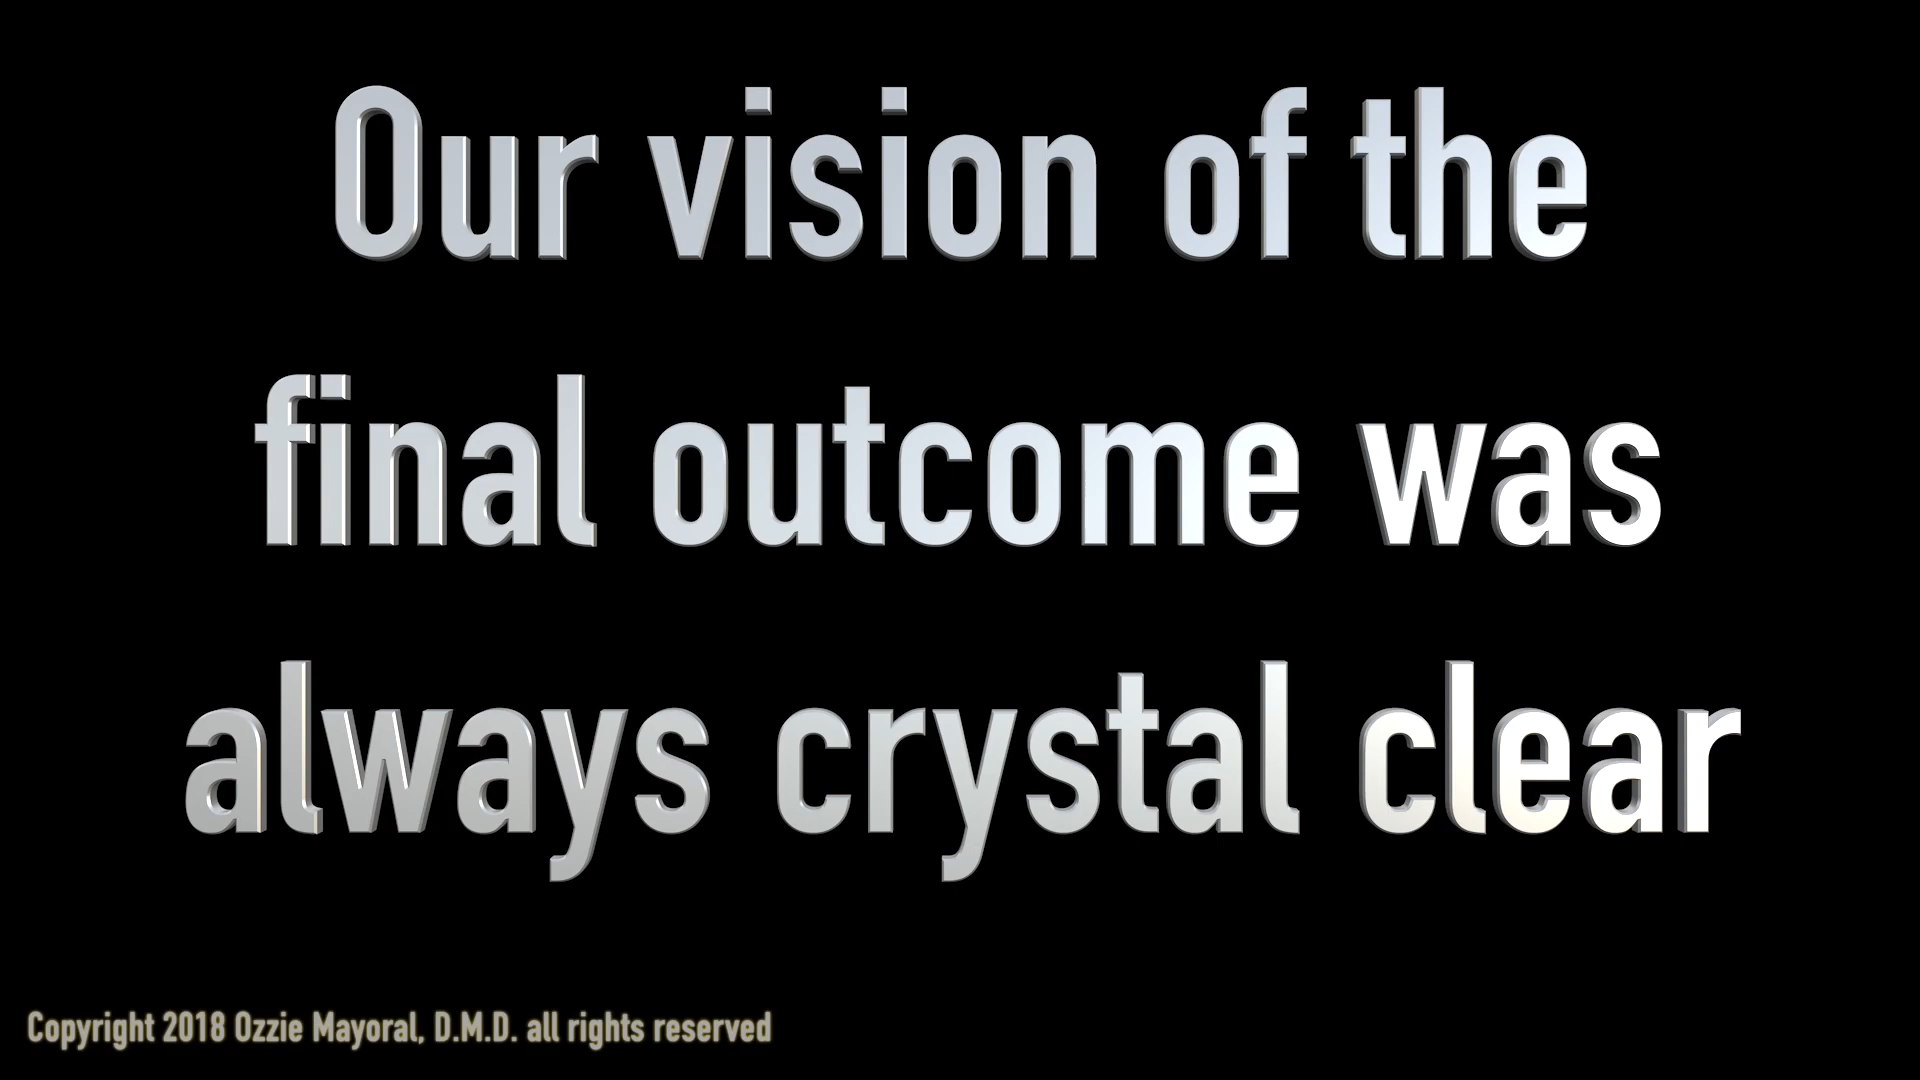 Our vision of the
final outcome was
always crystal clear
Copyright 2018 Ozzie Mayoral, D.M.D. all rights reserved